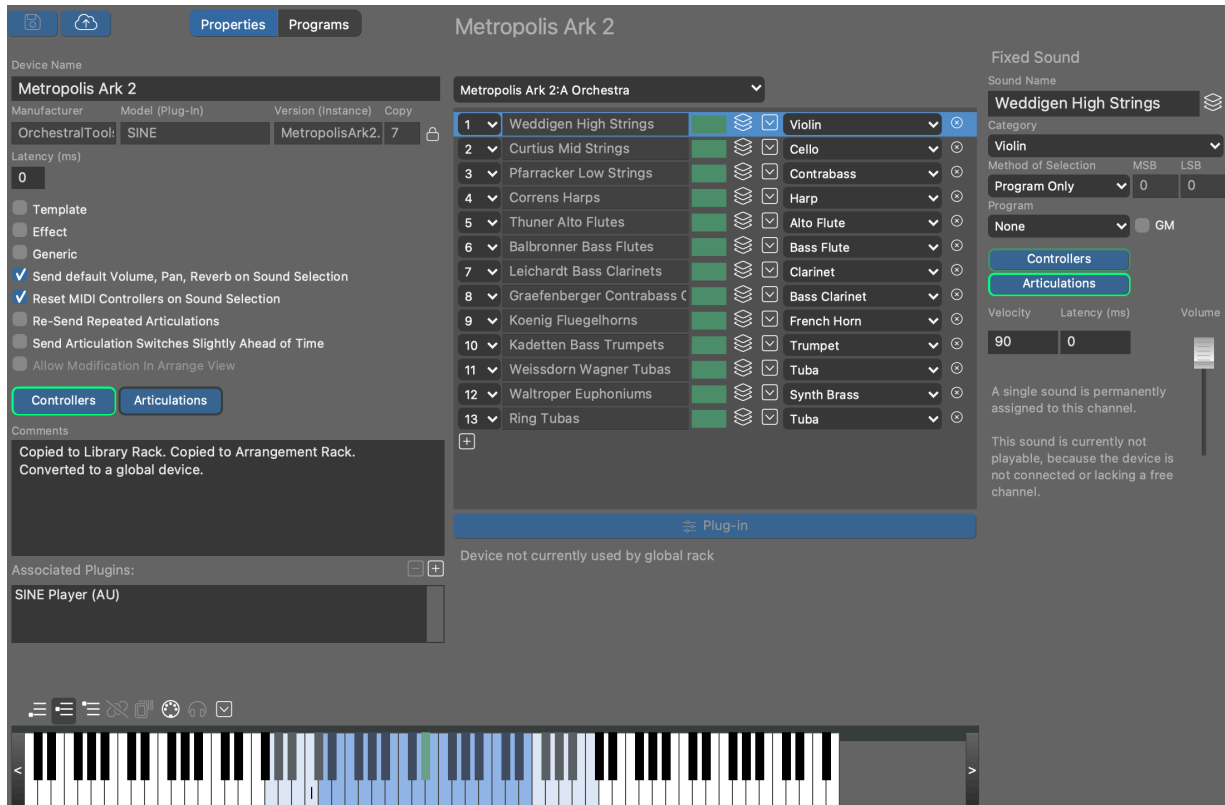 Properties
Programs
Metropolis Ark 2
Device Name
Metropolis Ark 2
Manufacturer
Model (Plug-In)
Version (Instance)
Copy
OrchestralTools
SINE
MetropolisArk2.
7
Latency (ms)
0
Template
Effect
Generic
Send default Volume, Pan, Reverb on Sound Selection
Reset MIDI Controllers on Sound Selection
Re-Send Repeated Articulations
Send Articulation Switches Slightly Ahead of Time
Allow Modification In Arrange View
Controllers
Articulations
Comments
Copied to Library Rack. Copied to Arrangement Rack.
Converted to a global device.
Associated Plugins:
SINE Player (AU)
Metropolis Ark 2:A Orchestra
1 Weddigen High Strings Violin
2 Curtius Mid Strings Cello
3 Pfarracker Low Strings Contrabass
4 Correns Harps Harp
5 Thuner Alto Flutes Alto Flute
6 Balbronner Bass Flutes Bass Flute
7 Leichardt Bass Clarinets Clarinet
8 Graefenberger Contrabass C Bass Clarinet
9 Koenig Fluegelhorns French Horn
10 Kadetten Bass Trumpets Trumpet
11 Weissdorn Wagner Tubas Tuba
12 Waltroper Euphoniums Synth Brass
13 Ring Tubas Tuba
Plug-in
Device not currently used by global rack
Fixed Sound
Sound Name
Weddigen High Strings
Category
Violin
Method of Selection
MSB
LSB
Program Only
0
0
Program
None
GM
Controllers
Articulations
Velocity
Latency (ms)
Volume
90
0
A single sound is permanently
assigned to this channel.
This sound is currently not
playable, because the device is
not connected or lacking a free
channel.
<
>